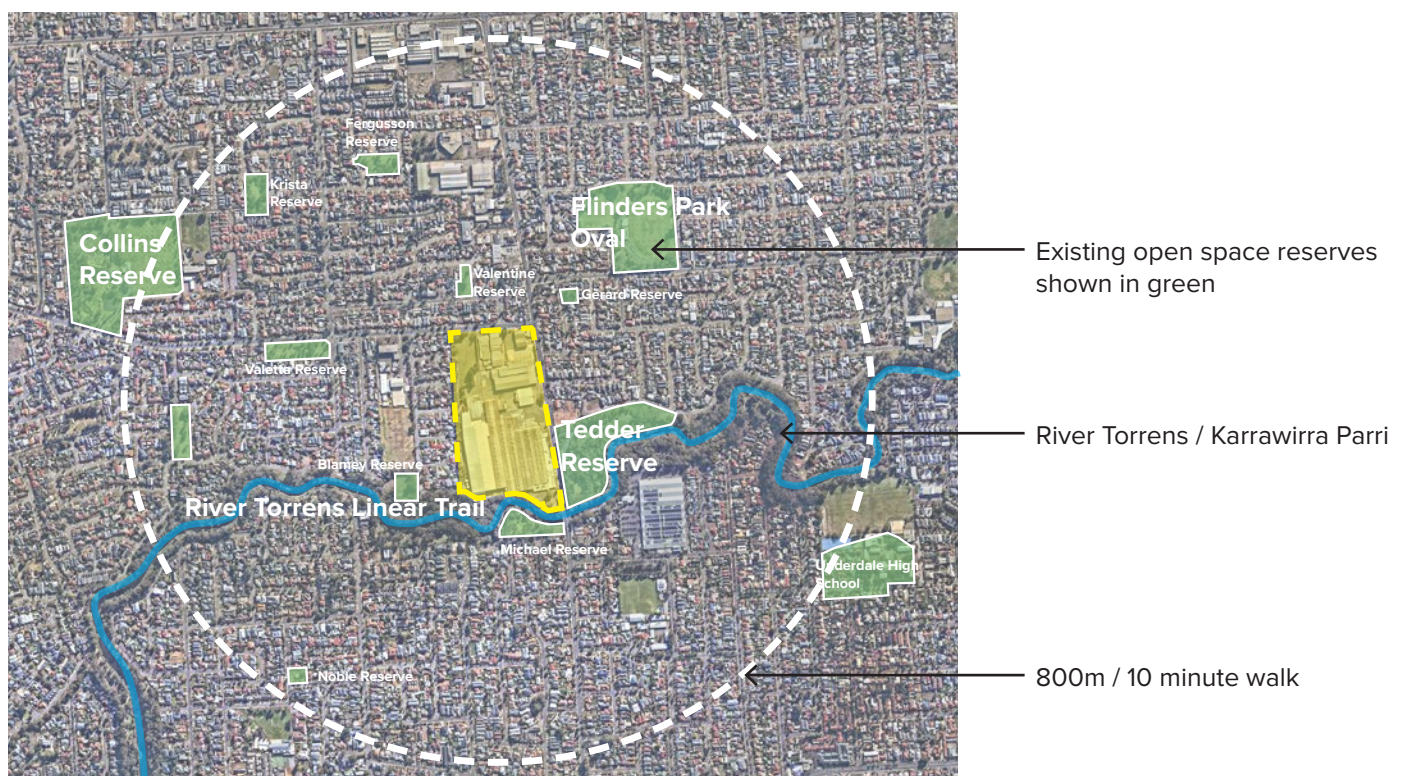 Fergusson
Reserve
Krista
Reserve
Flinders Park
Oval
Collins
Reserve
Existing open space reserves
shown in green
Valentine
Reserve
Gerard Reserve
Valetta Reserve
Tedder
Reserve
River Torrens / Karrawirra Parri
Blamey Reserve
River Torrens Linear Trail
Michael Reserve
Underdale High
School
Noble Reserve
800m / 10 minute walk